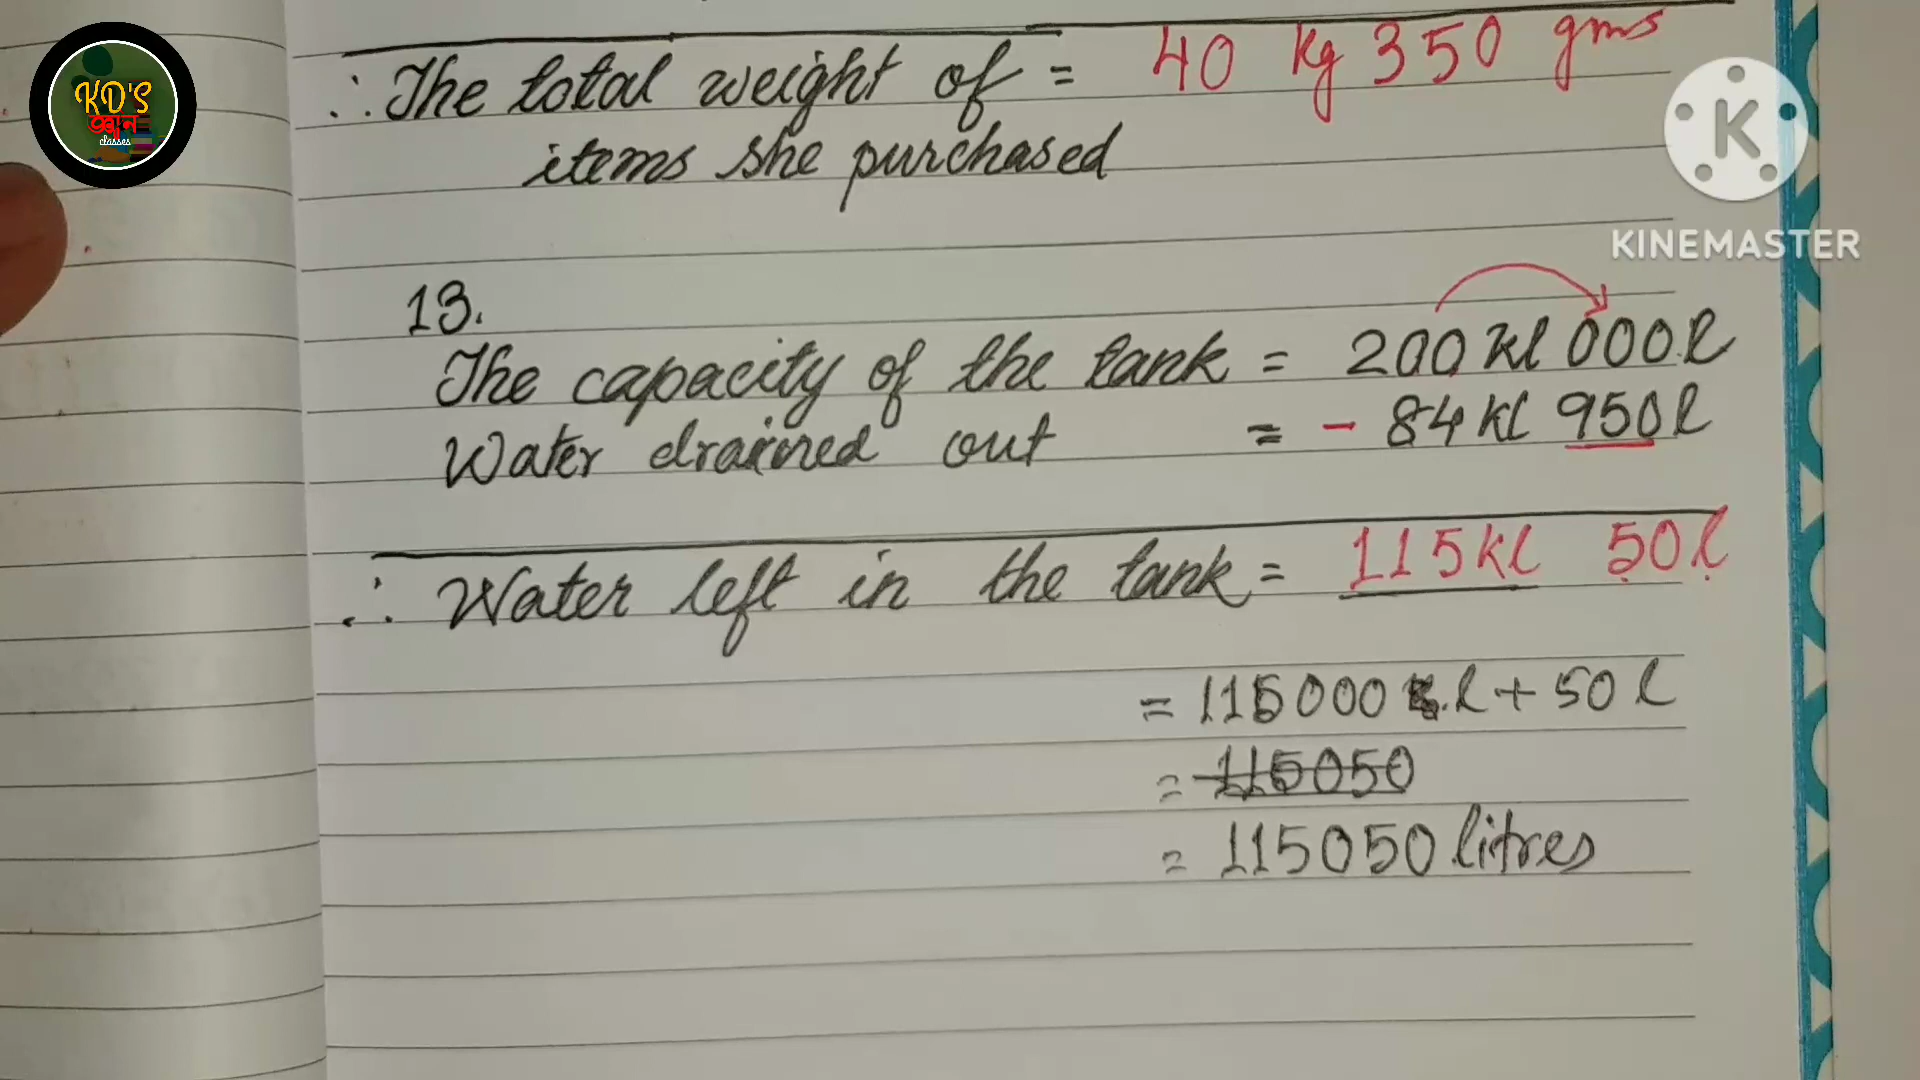 KD'S
জ্ঞান
classes
K
KINEMASTER
∴ The total weight of = 40 kg 350 gms
items she purchased
13.
The capacity of the tank = 200 kl 000 l
Water drained out = - 84 kl 950 l
∴ Water left in the tank = 115 kl 50 l
= 115000 l + 50 l
= 115050
= 115050 litres